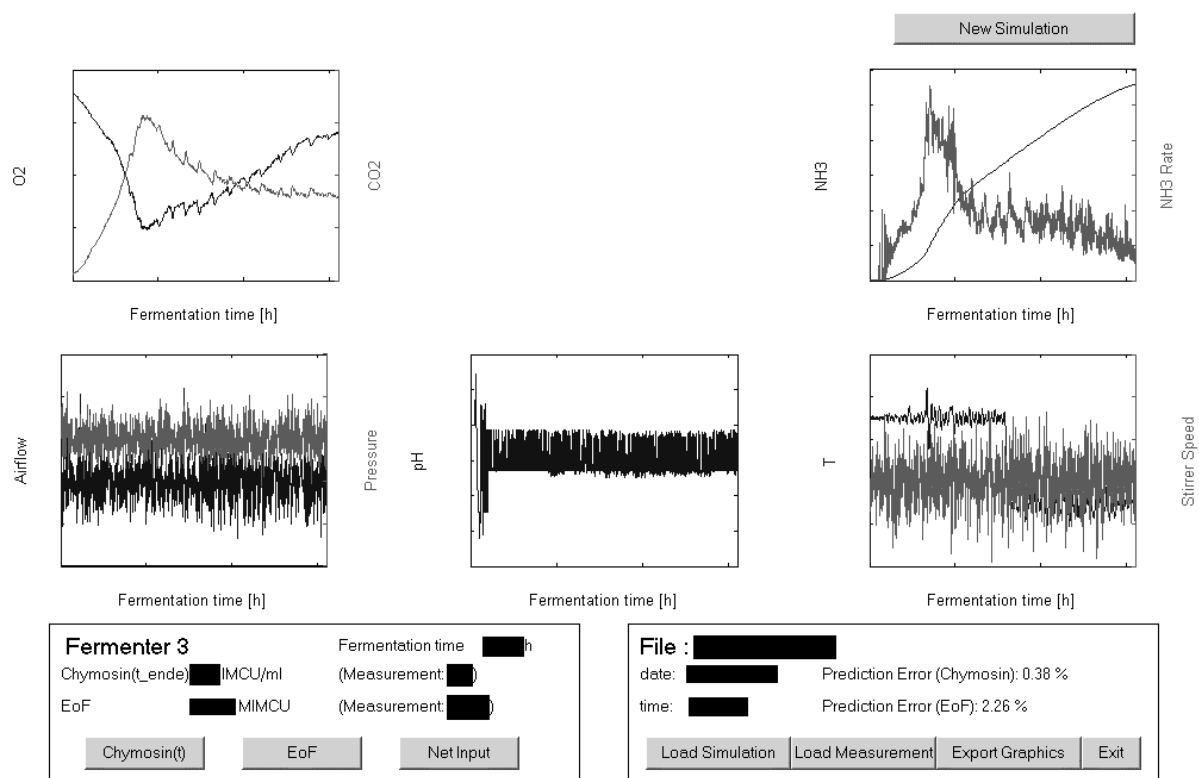 New Simulation
O2
CO2
Fermentation time [h]
NH3
NH3 Rate
Fermentation time [h]
Airflow
Pressure
Fermentation time [h]
pH
Fermentation time [h]
T
Stirrer Speed
Fermentation time [h]
Fermenter 3
Fermentation time h
Chymosin(t_ende) IMCU/ml (Measurement: )
EoF MIMCU (Measurement: )
Chymosin(t) EoF Net Input
File :
date: Prediction Error (Chymosin): 0.38 %
time: Prediction Error (EoF): 2.26 %
Load Simulation Load Measurement Export Graphics Exit